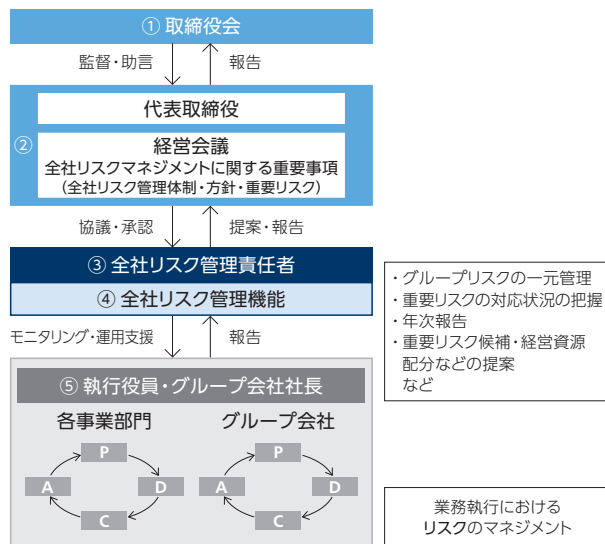 ① 取締役会
監督・助言
報告
②
代表取締役
経営会議
全社リスクマネジメントに関する重要事項
（全社リスク管理体制・方針・重要リスク）
協議・承認
提案・報告
③ 全社リスク管理責任者
④ 全社リスク管理機能
・グループリスクの一元管理
・重要リスクの対応状況の把握
・年次報告
・重要リスク候補・経営資源
配分などの提案
など
モニタリング・運用支援
報告
⑤ 執行役員・グループ会社社長
各事業部門
グループ会社
P
A
D
C
P
A
D
C
業務執行における
リスクのマネジメント